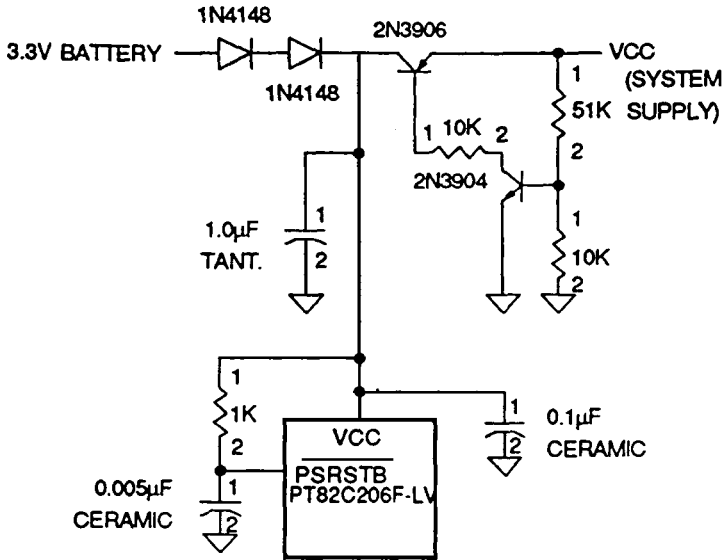 1N4148
2N3906
3.3V BATTERY
VCC
1N4148
(SYSTEM
SUPPLY)
1
51K
2
1 10K 2
2N3904
1
1.0µF
TANT.
2
1
10K
2
1
1K
2
1
0.1µF
2
CERAMIC
VCC
PSRSTB
PT82C206F-LV
0.005µF
CERAMIC
1
2